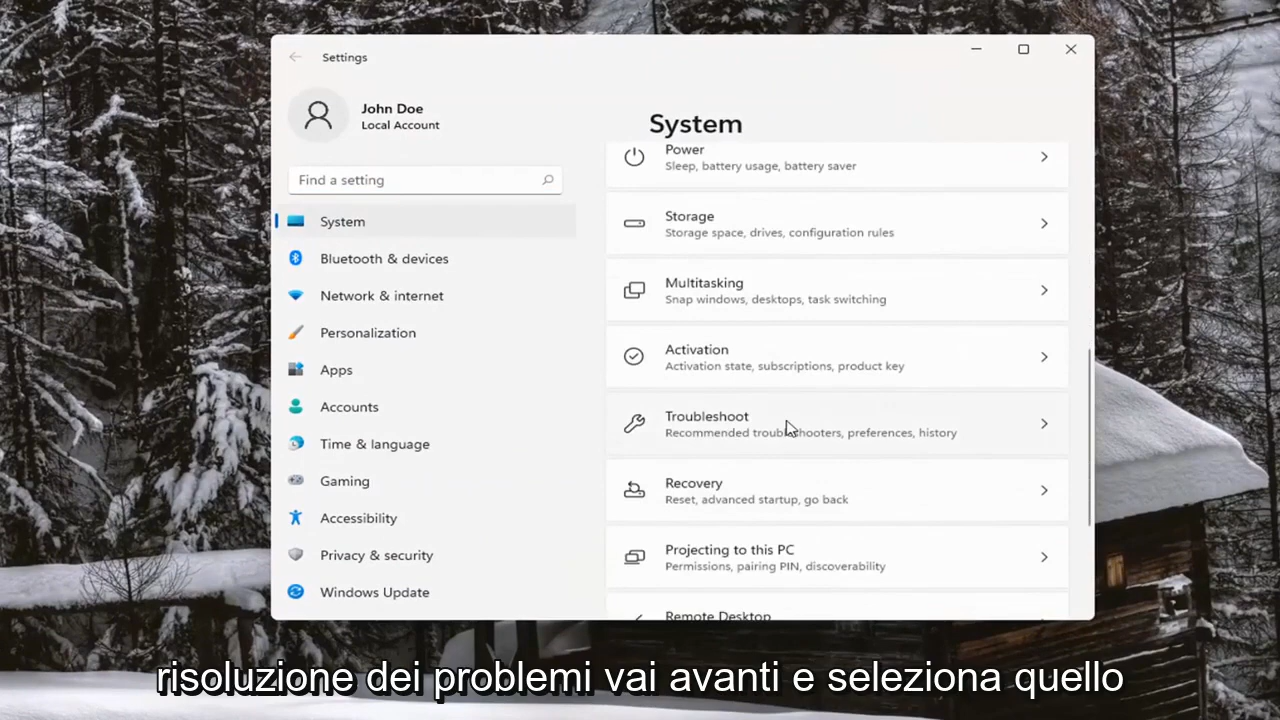 Settings
John Doe
Local Account
Find a setting
System
Bluetooth & devices
Network & internet
Personalization
Apps
Accounts
Time & language
Gaming
Accessibility
Privacy & security
Windows Update
System
Power
Sleep, battery usage, battery saver
Storage
Storage space, drives, configuration rules
Multitasking
Snap windows, desktops, task switching
Activation
Activation state, subscriptions, product key
Troubleshoot
Recommended troubleshooters, preferences, history
Recovery
Reset, advanced startup, go back
Projecting to this PC
Permissions, pairing PIN, discoverability
Remote Desktop
risoluzione dei problemi vai avanti e seleziona quello